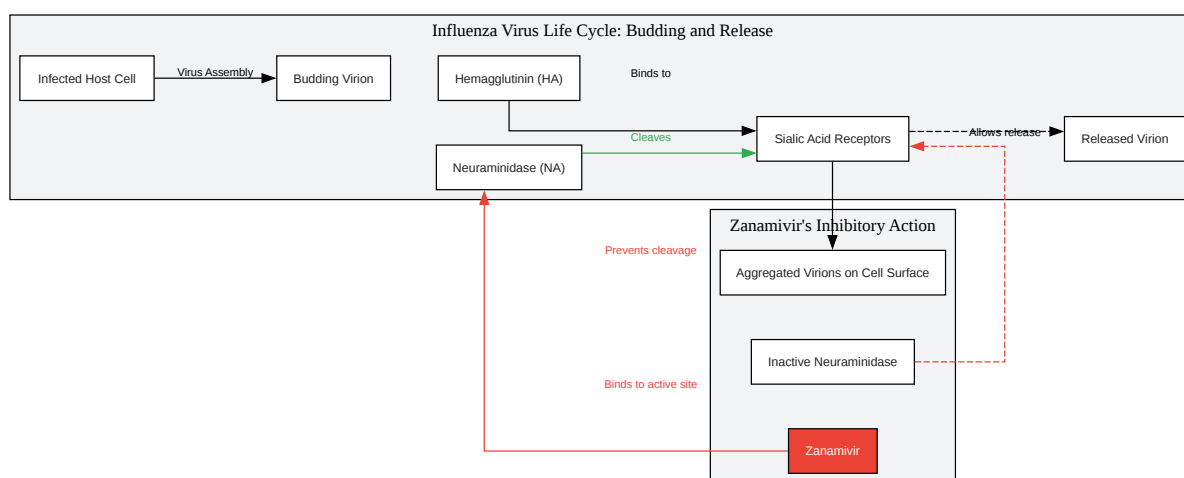 Influenza Virus Life Cycle: Budding and Release
Infected Host Cell
Virus Assembly
Budding Virion
Hemagglutinin (HA)
Binds to
Cleaves
Neuraminidase (NA)
Sialic Acid Receptors
Allows release
Released Virion
Zanamivir's Inhibitory Action
Prevents cleavage
Aggregated Virions on Cell Surface
Inactive Neuraminidase
Binds to active site
Zanamivir